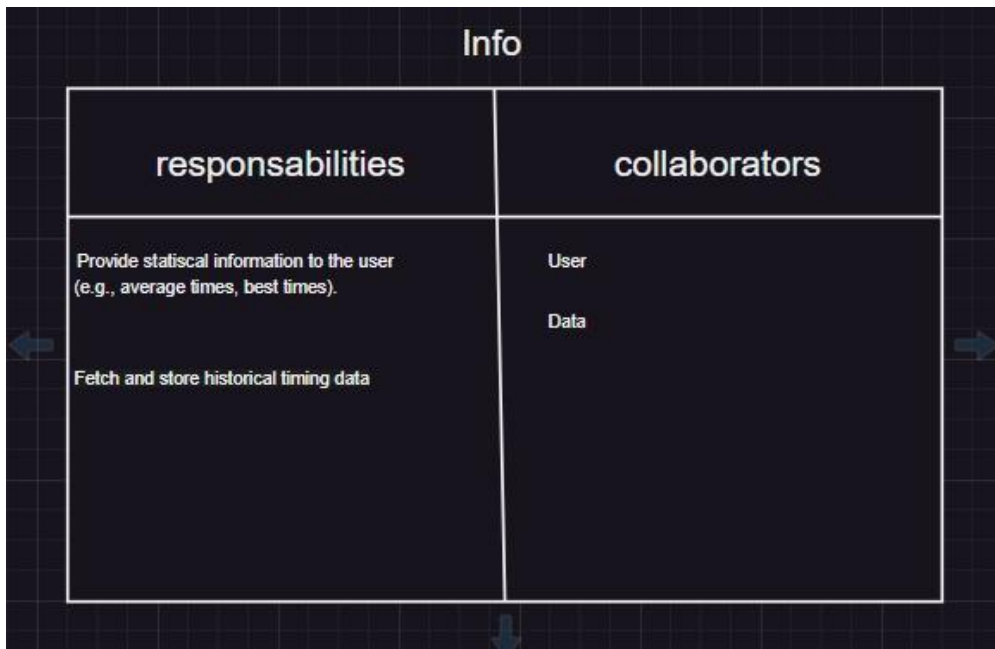 Info
responsabilities
collaborators
Provide statiscal information to the user
(e.g., average times, best times).
Fetch and store historical timing data
User
Data